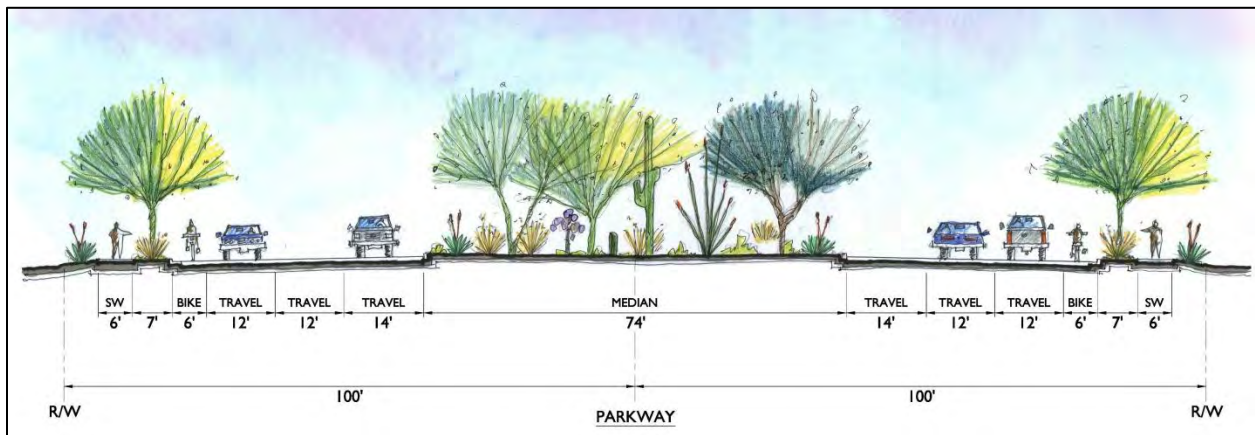 SW BIKE TRAVEL TRAVEL TRAVEL MEDIAN TRAVEL TRAVEL TRAVEL BIKE SW
6' 7' 6' 12' 12' 14' 74' 14' 12' 12' 6' 7' 6'
100' 100'
R/W PARKWAY R/W